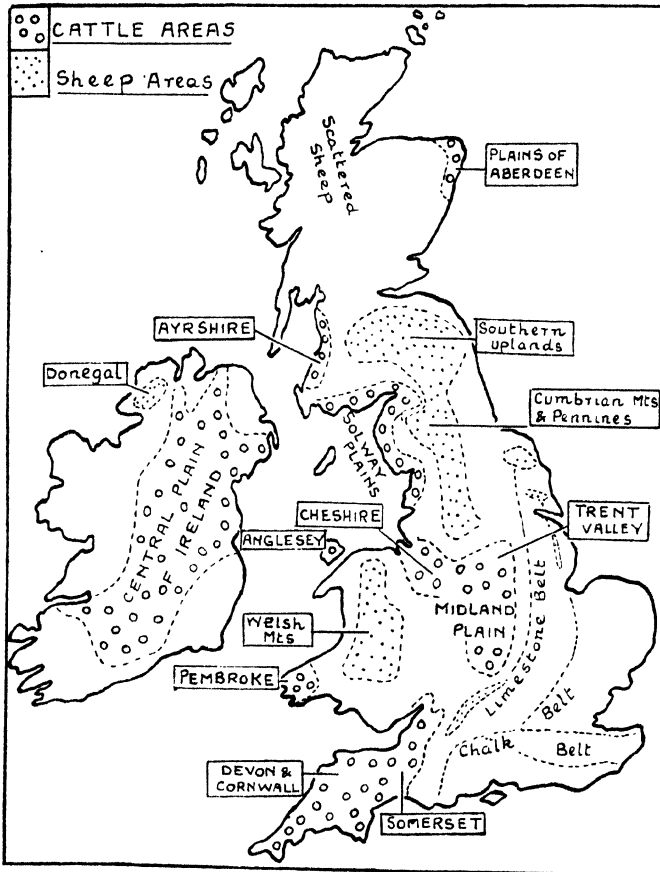 CATTLE AREAS
Sheep Areas
Scattered
Sheep
PLAINS OF
ABERDEEN
AYRSHIRE
Southern
uplands
Donegal
Cumbrian Mts
& Pennines
SOLWAY
PLAINS
CENTRAL PLAIN
OF IRELAND
CHESHIRE
TRENT
VALLEY
ANGLESEY
MIDLAND
PLAIN
Welsh
Mts
Limestone Belt
PEMBROKE
Chalk Belt
Belt
DEVON &
CORNWALL
SOMERSET